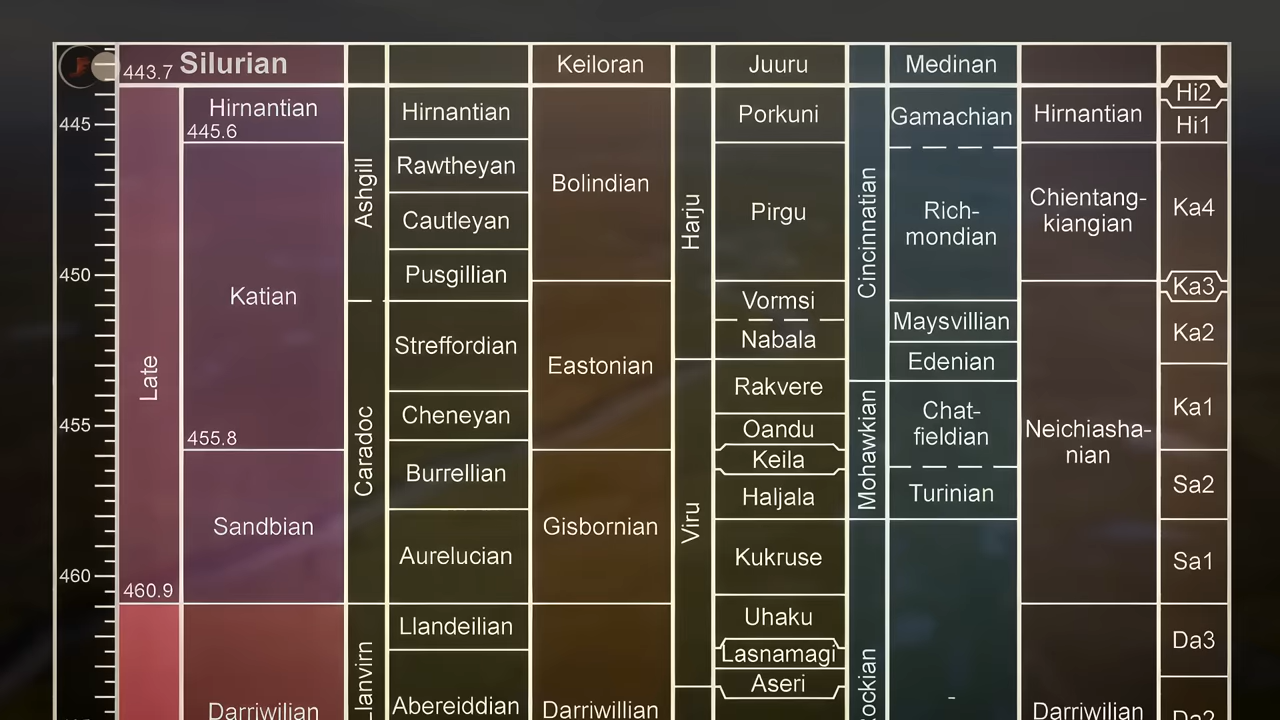 Silurian
443.7
Keiloran
Juuru
Medinan
445
450
455
460
Late
Hirnantian
445.6
Katian
455.8
Sandbian
460.9
Darriwilian
Ashgill
Caradoc
Llanvirn
Hirnantian
Rawtheyan
Cautleyan
Pusgillian
Streffordian
Cheneyan
Burrellian
Aurelucian
Llandeilian
Abereiddian
Bolindian
Eastonian
Gisbornian
Darriwillian
Harju
Viru
Porkuni
Pirgu
Vormsi
Nabala
Rakvere
Oandu
Keila
Haljala
Kukruse
Uhaku
Lasnamagi
Aseri
Cincinnatian
Mohawkian
ockian
Gamachian
Rich-
mondian
Maysvillian
Edenian
Chat-
fieldian
Turinian
-
Hirnantian
Chientang-
kiangian
Neichiasha-
nian
Darriwilian
Hi2
Hi1
Ka4
Ka3
Ka2
Ka1
Sa2
Sa1
Da3
Da2